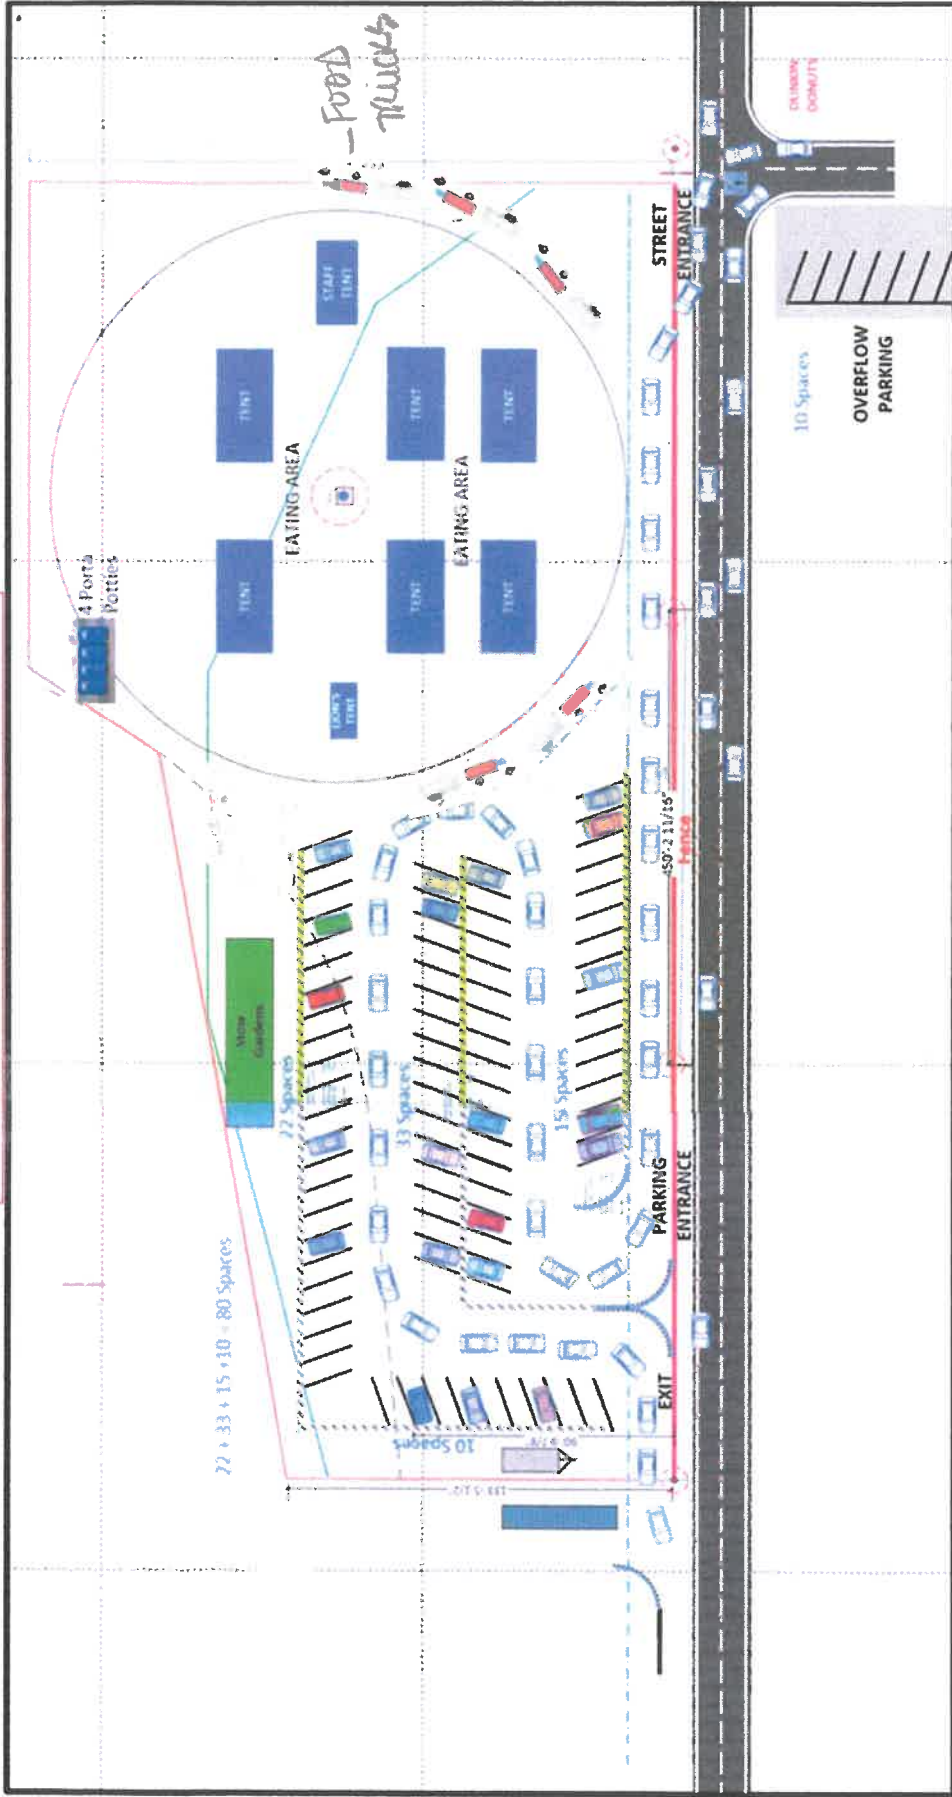 -FOOD
TRUCKS
4 Porta
Potties
STAFF
TENT
TENT
TENT
TENT
TENT
TENT
TENT
TENT
EATING AREA
EATING AREA
STREET
ENTRANCE
DUNKIN
DONUTS
10 Spaces
OVERFLOW
PARKING
22 + 33 + 15 + 10 = 80 Spaces
Gardens
22 Spaces
33 Spaces
15 Spaces
10 Spaces
Fence
PARKING
ENTRANCE
EXIT